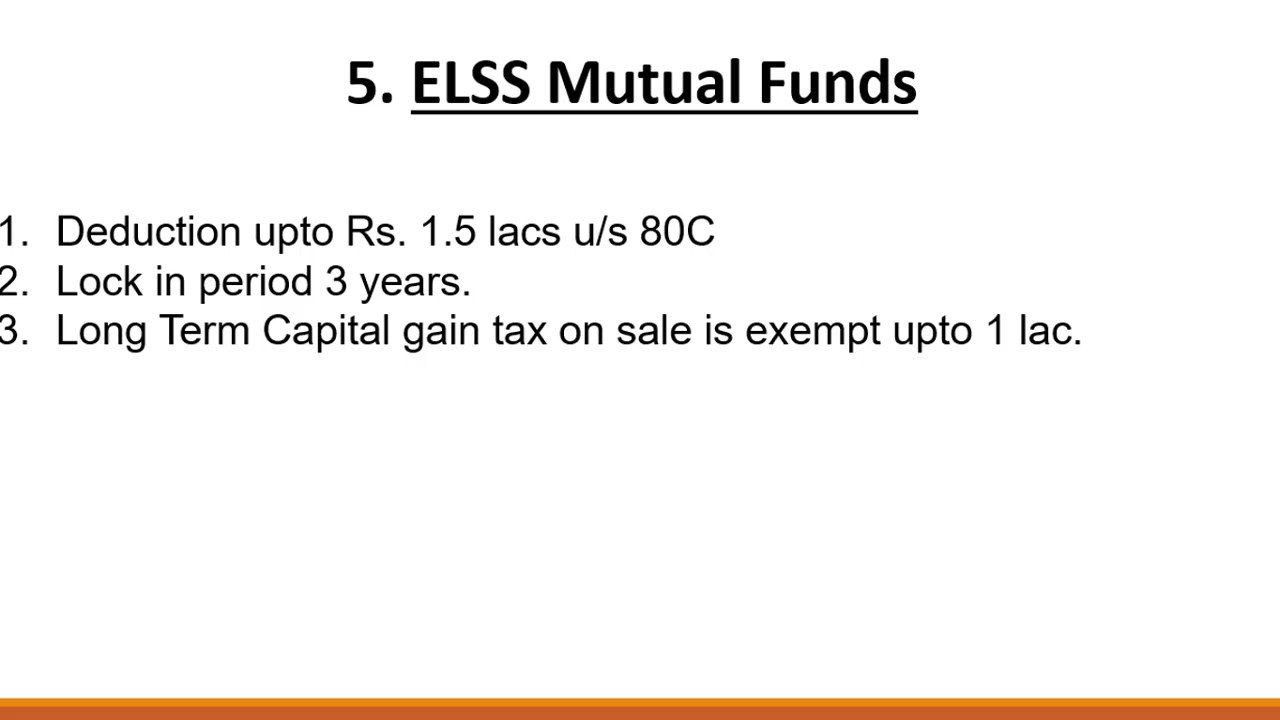 5. ELSS Mutual Funds
1. Deduction upto Rs. 1.5 lacs u/s 80C
2. Lock in period 3 years.
3. Long Term Capital gain tax on sale is exempt upto 1 lac.